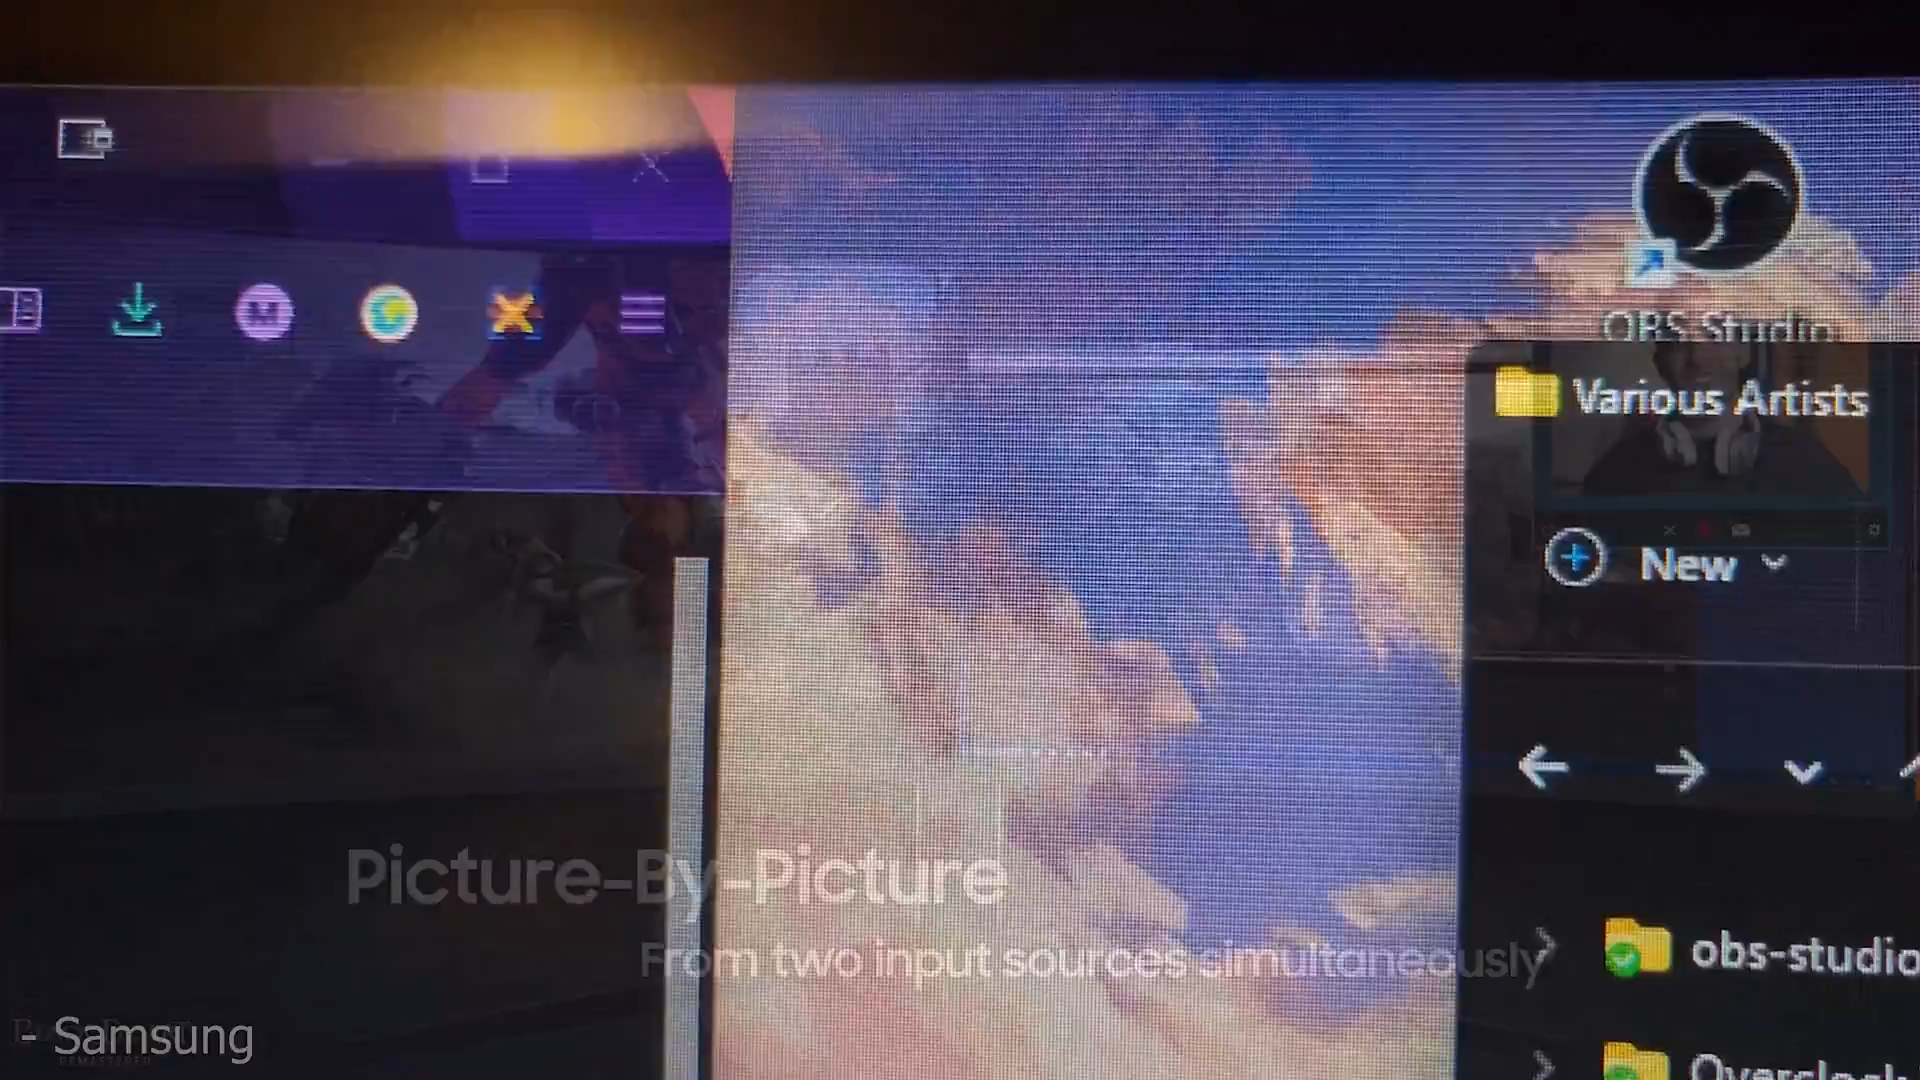 OBS Studio
Various Artists
New
Picture-By-Picture
From two input sources simultaneously
obs-studio
- Samsung